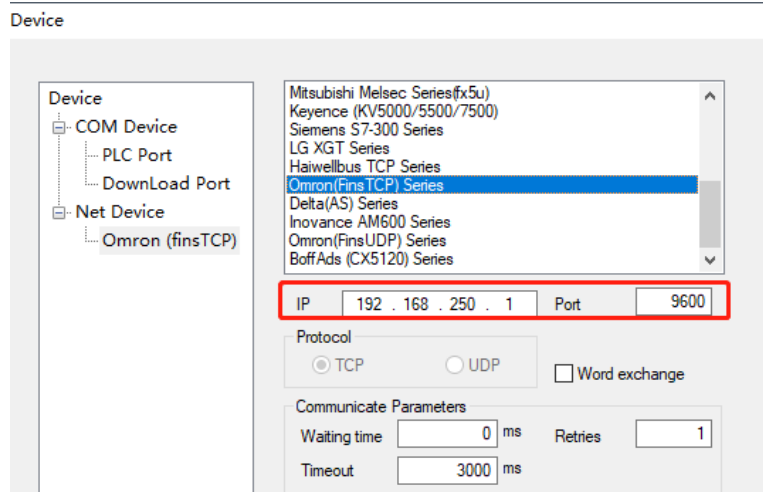 Device
Device
COM Device
PLC Port
DownLoad Port
Net Device
Omron (finsTCP)
Mitsubishi Melsec Series(fx5u)
Keyence (KV5000/5500/7500)
Siemens S7-300 Series
LG XGT Series
Haiwellbus TCP Series
Omron(FinsTCP) Series
Delta(AS) Series
Inovance AM600 Series
Omron(FinsUDP) Series
BoffAds (CX5120) Series
IP 192 . 168 . 250 . 1 Port 9600
Protocol
TCP UDP
Word exchange
Communicate Parameters
Waiting time 0 ms Retries 1
Timeout 3000 ms